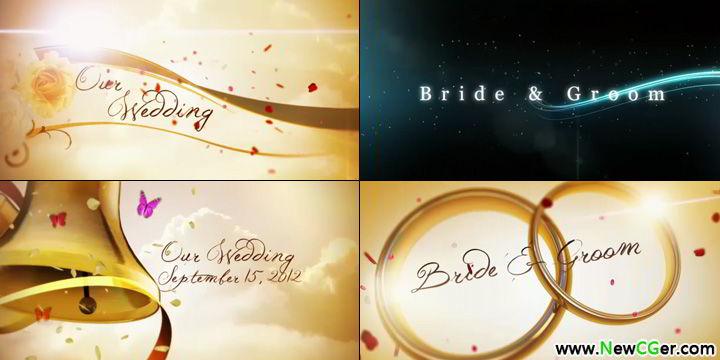 Our
Wedding
Bride & Groom
Our Wedding
September 15, 2012
Bride & Groom
www.NewCGer.com